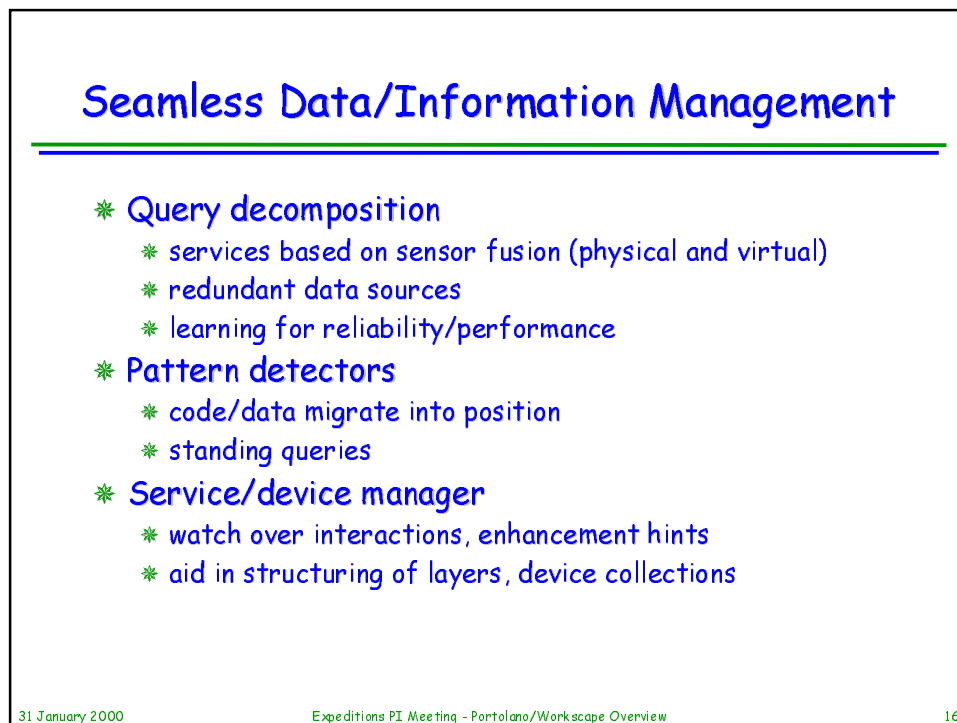 Seamless Data/Information Management
Query decomposition
services based on sensor fusion (physical and virtual)
redundant data sources
learning for reliability/performance
Pattern detectors
code/data migrate into position
standing queries
Service/device manager
watch over interactions, enhancement hints
aid in structuring of layers, device collections
31 January 2000
Expeditions PI Meeting - Portolano/Workscape Overview
16